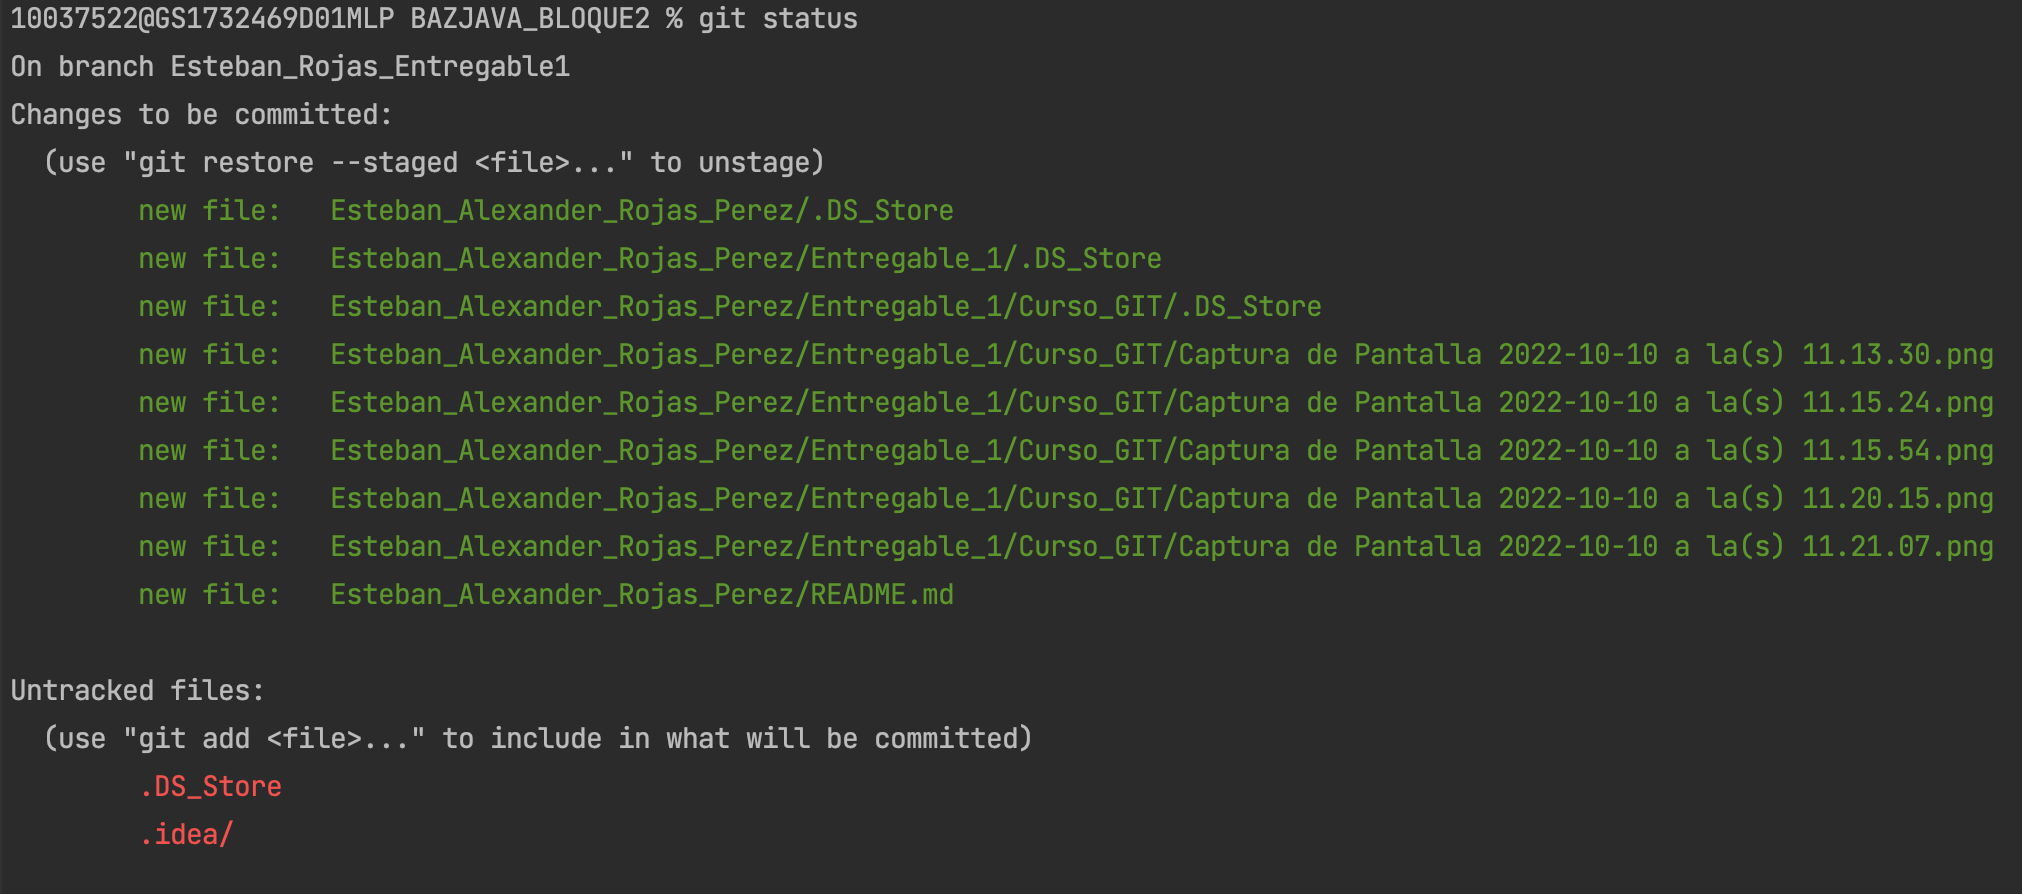 10037522@GS1732469D01MLP BAZJAVA_BLOQUE2 % git status
On branch Esteban_Rojas_Entregable1
Changes to be committed:
  (use "git restore --staged <file>..." to unstage)
        new file:   Esteban_Alexander_Rojas_Perez/.DS_Store
        new file:   Esteban_Alexander_Rojas_Perez/Entregable_1/.DS_Store
        new file:   Esteban_Alexander_Rojas_Perez/Entregable_1/Curso_GIT/.DS_Store
        new file:   Esteban_Alexander_Rojas_Perez/Entregable_1/Curso_GIT/Captura de Pantalla 2022-10-10 a la(s) 11.13.30.png
        new file:   Esteban_Alexander_Rojas_Perez/Entregable_1/Curso_GIT/Captura de Pantalla 2022-10-10 a la(s) 11.15.24.png
        new file:   Esteban_Alexander_Rojas_Perez/Entregable_1/Curso_GIT/Captura de Pantalla 2022-10-10 a la(s) 11.15.54.png
        new file:   Esteban_Alexander_Rojas_Perez/Entregable_1/Curso_GIT/Captura de Pantalla 2022-10-10 a la(s) 11.20.15.png
        new file:   Esteban_Alexander_Rojas_Perez/Entregable_1/Curso_GIT/Captura de Pantalla 2022-10-10 a la(s) 11.21.07.png
        new file:   Esteban_Alexander_Rojas_Perez/README.md

Untracked files:
  (use "git add <file>..." to include in what will be committed)
        .DS_Store
        .idea/